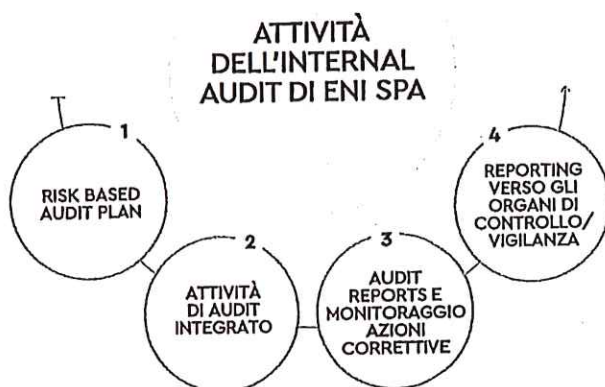 ATTIVITÀ
DELL'INTERNAL
AUDIT DI ENI SPA
1
RISK BASED
AUDIT PLAN
2
ATTIVITÀ
DI AUDIT
INTEGRATO
3
AUDIT
REPORTS E
MONITORAGGIO
AZIONI
CORRETTIVE
4
REPORTING
VERSO GLI
ORGANI DI
CONTROLLO/
VIGILANZA